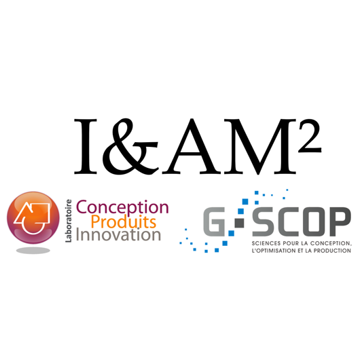 I&AM²
Laboratoire
Conception
Produits
Innovation
G-SCOP
SCIENCES POUR LA CONCEPTION,
L'OPTIMISATION ET LA PRODUCTION